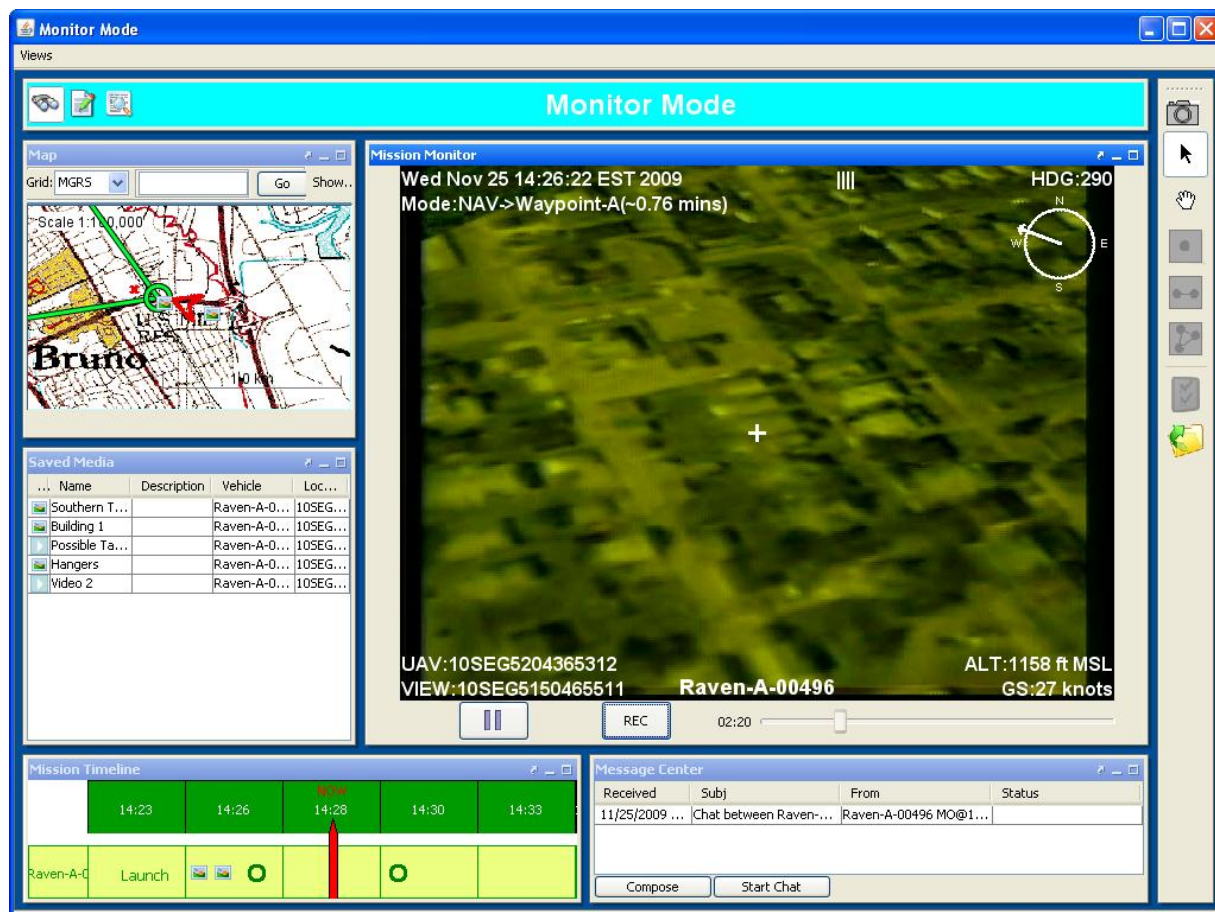 Monitor Mode
Views
Monitor Mode
Map
Grid: MGRS Go Show..
Scale 1:100,000
Bruno
1.0 km
Mission Monitor
Wed Nov 25 14:26:22 EST 2009
HDG:290
Mode:NAV->Waypoint-A(~0.76 mins)
N
W E
S
UAV:10SEG5204365312
ALT:1158 ft MSL
VIEW:10SEG5150465511
Raven-A-00496
GS:27 knots
REC 02:20
Saved Media
... Name Description Vehicle Loc...
Southern T... Raven-A-0... 10SEG...
Building 1 Raven-A-0... 10SEG...
Possible Ta... Raven-A-0... 10SEG...
Hangers Raven-A-0... 10SEG...
Video 2 Raven-A-0... 10SEG...
Mission Timeline
NOW
14:23 14:26 14:28 14:30 14:33
Raven-A-0 Launch
Message Center
Received Subj From Status
11/25/2009 ... Chat between Raven-... Raven-A-00496 MO@1...
Compose Start Chat